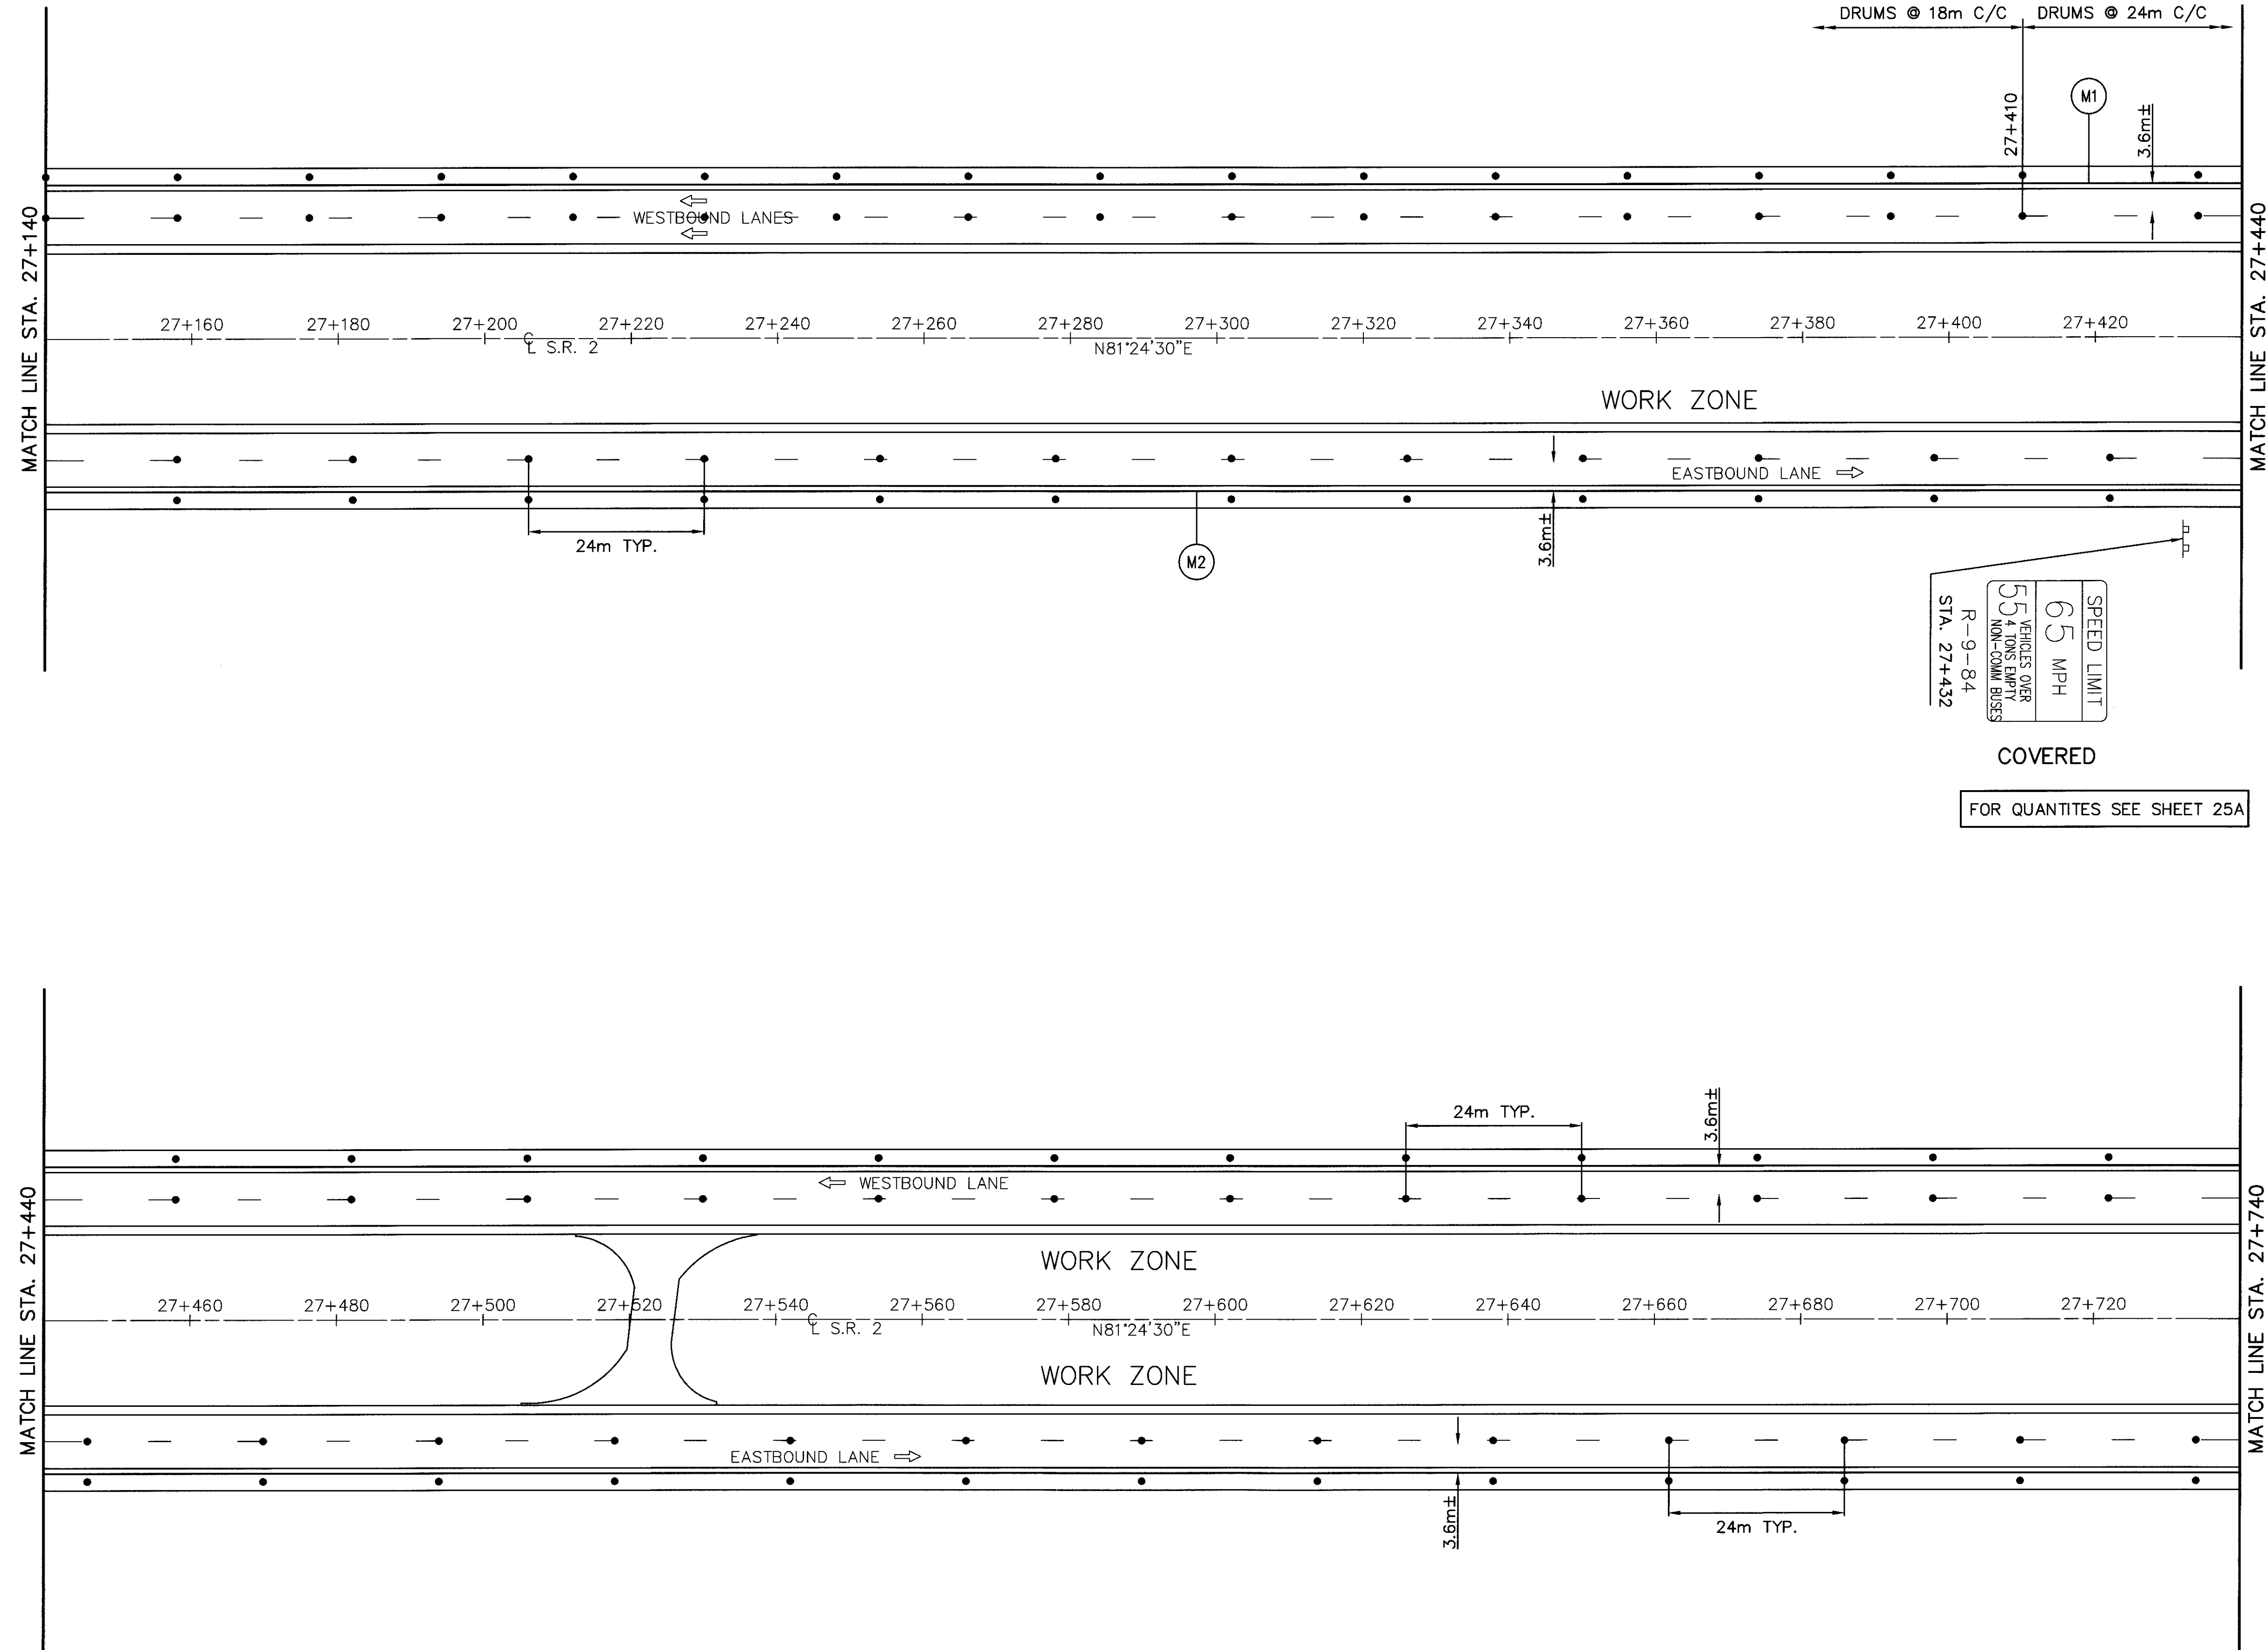 DRUMS @ 18m C/C DRUMS @ 24m C/C
M1
27+410
3.6m±
WESTBOUND LANES
MATCH LINE STA. 27+140
MATCH LINE STA. 27+440
27+160 27+180 27+200 27+220 27+240 27+260 27+280 27+300 27+320 27+340 27+360 27+380 27+400 27+420
℄ S.R. 2
N81°24'30"E
WORK ZONE
EASTBOUND LANE
24m TYP.
M2
3.6m±
SPEED LIMIT
65 MPH
55 VEHICLES OVER
4 TONS EMPTY
NON-COMM BUSES
R-9-84
STA. 27+432
COVERED
FOR QUANTITES SEE SHEET 25A
24m TYP.
3.6m±
WESTBOUND LANE
MATCH LINE STA. 27+440
MATCH LINE STA. 27+740
WORK ZONE
27+460 27+480 27+500 27+520 27+540 27+560 27+580 27+600 27+620 27+640 27+660 27+680 27+700 27+720
℄ S.R. 2
N81°24'30"E
WORK ZONE
EASTBOUND LANE
3.6m±
24m TYP.